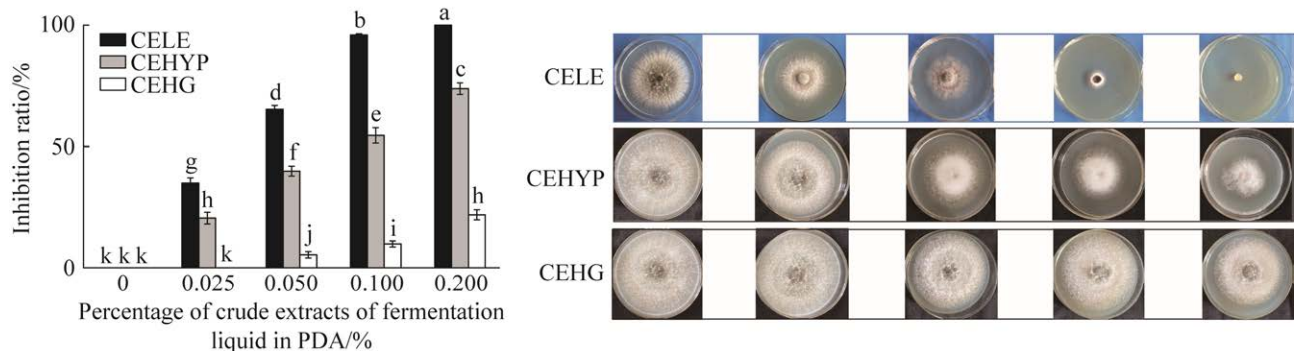 100
50
0
Inhibition ratio/%
CELE
CEHYP
CEHG
k k k
g
h
k
d
f
j
b
e
i
a
c
h
0 0.025 0.050 0.100 0.200
Percentage of crude extracts of fermentation
liquid in PDA/%
CELE
CEHYP
CEHG